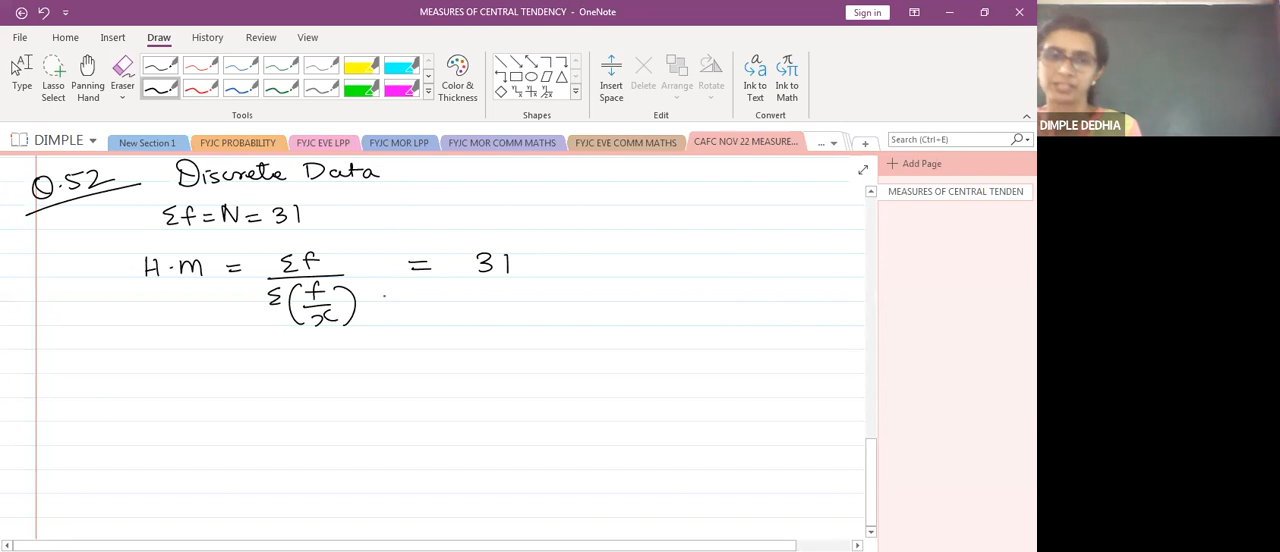 MEASURES OF CENTRAL TENDENCY - OneNote
Sign in
File Home Insert Draw History Review View
Type
Lasso Select
Panning Hand
Eraser
Color & Thickness
Insert Space
Delete
Arrange
Rotate
Ink to Text
Ink to Math
Tools
Shapes
Edit
Convert
DIMPLE DEDHIA
DIMPLE
New Section 1
FYJC PROBABILITY
FYJC EVE LPP
FYJC MOR LPP
FYJC MOR COMM MATHS
FYJC EVE COMM MATHS
CAFC NOV 22 MEASURE...
Search (Ctrl+E)
Add Page
MEASURES OF CENTRAL TENDEN
Q.52 Discrete Data
Σf = N = 31
H.M = Σf / Σ(f/x) = 31